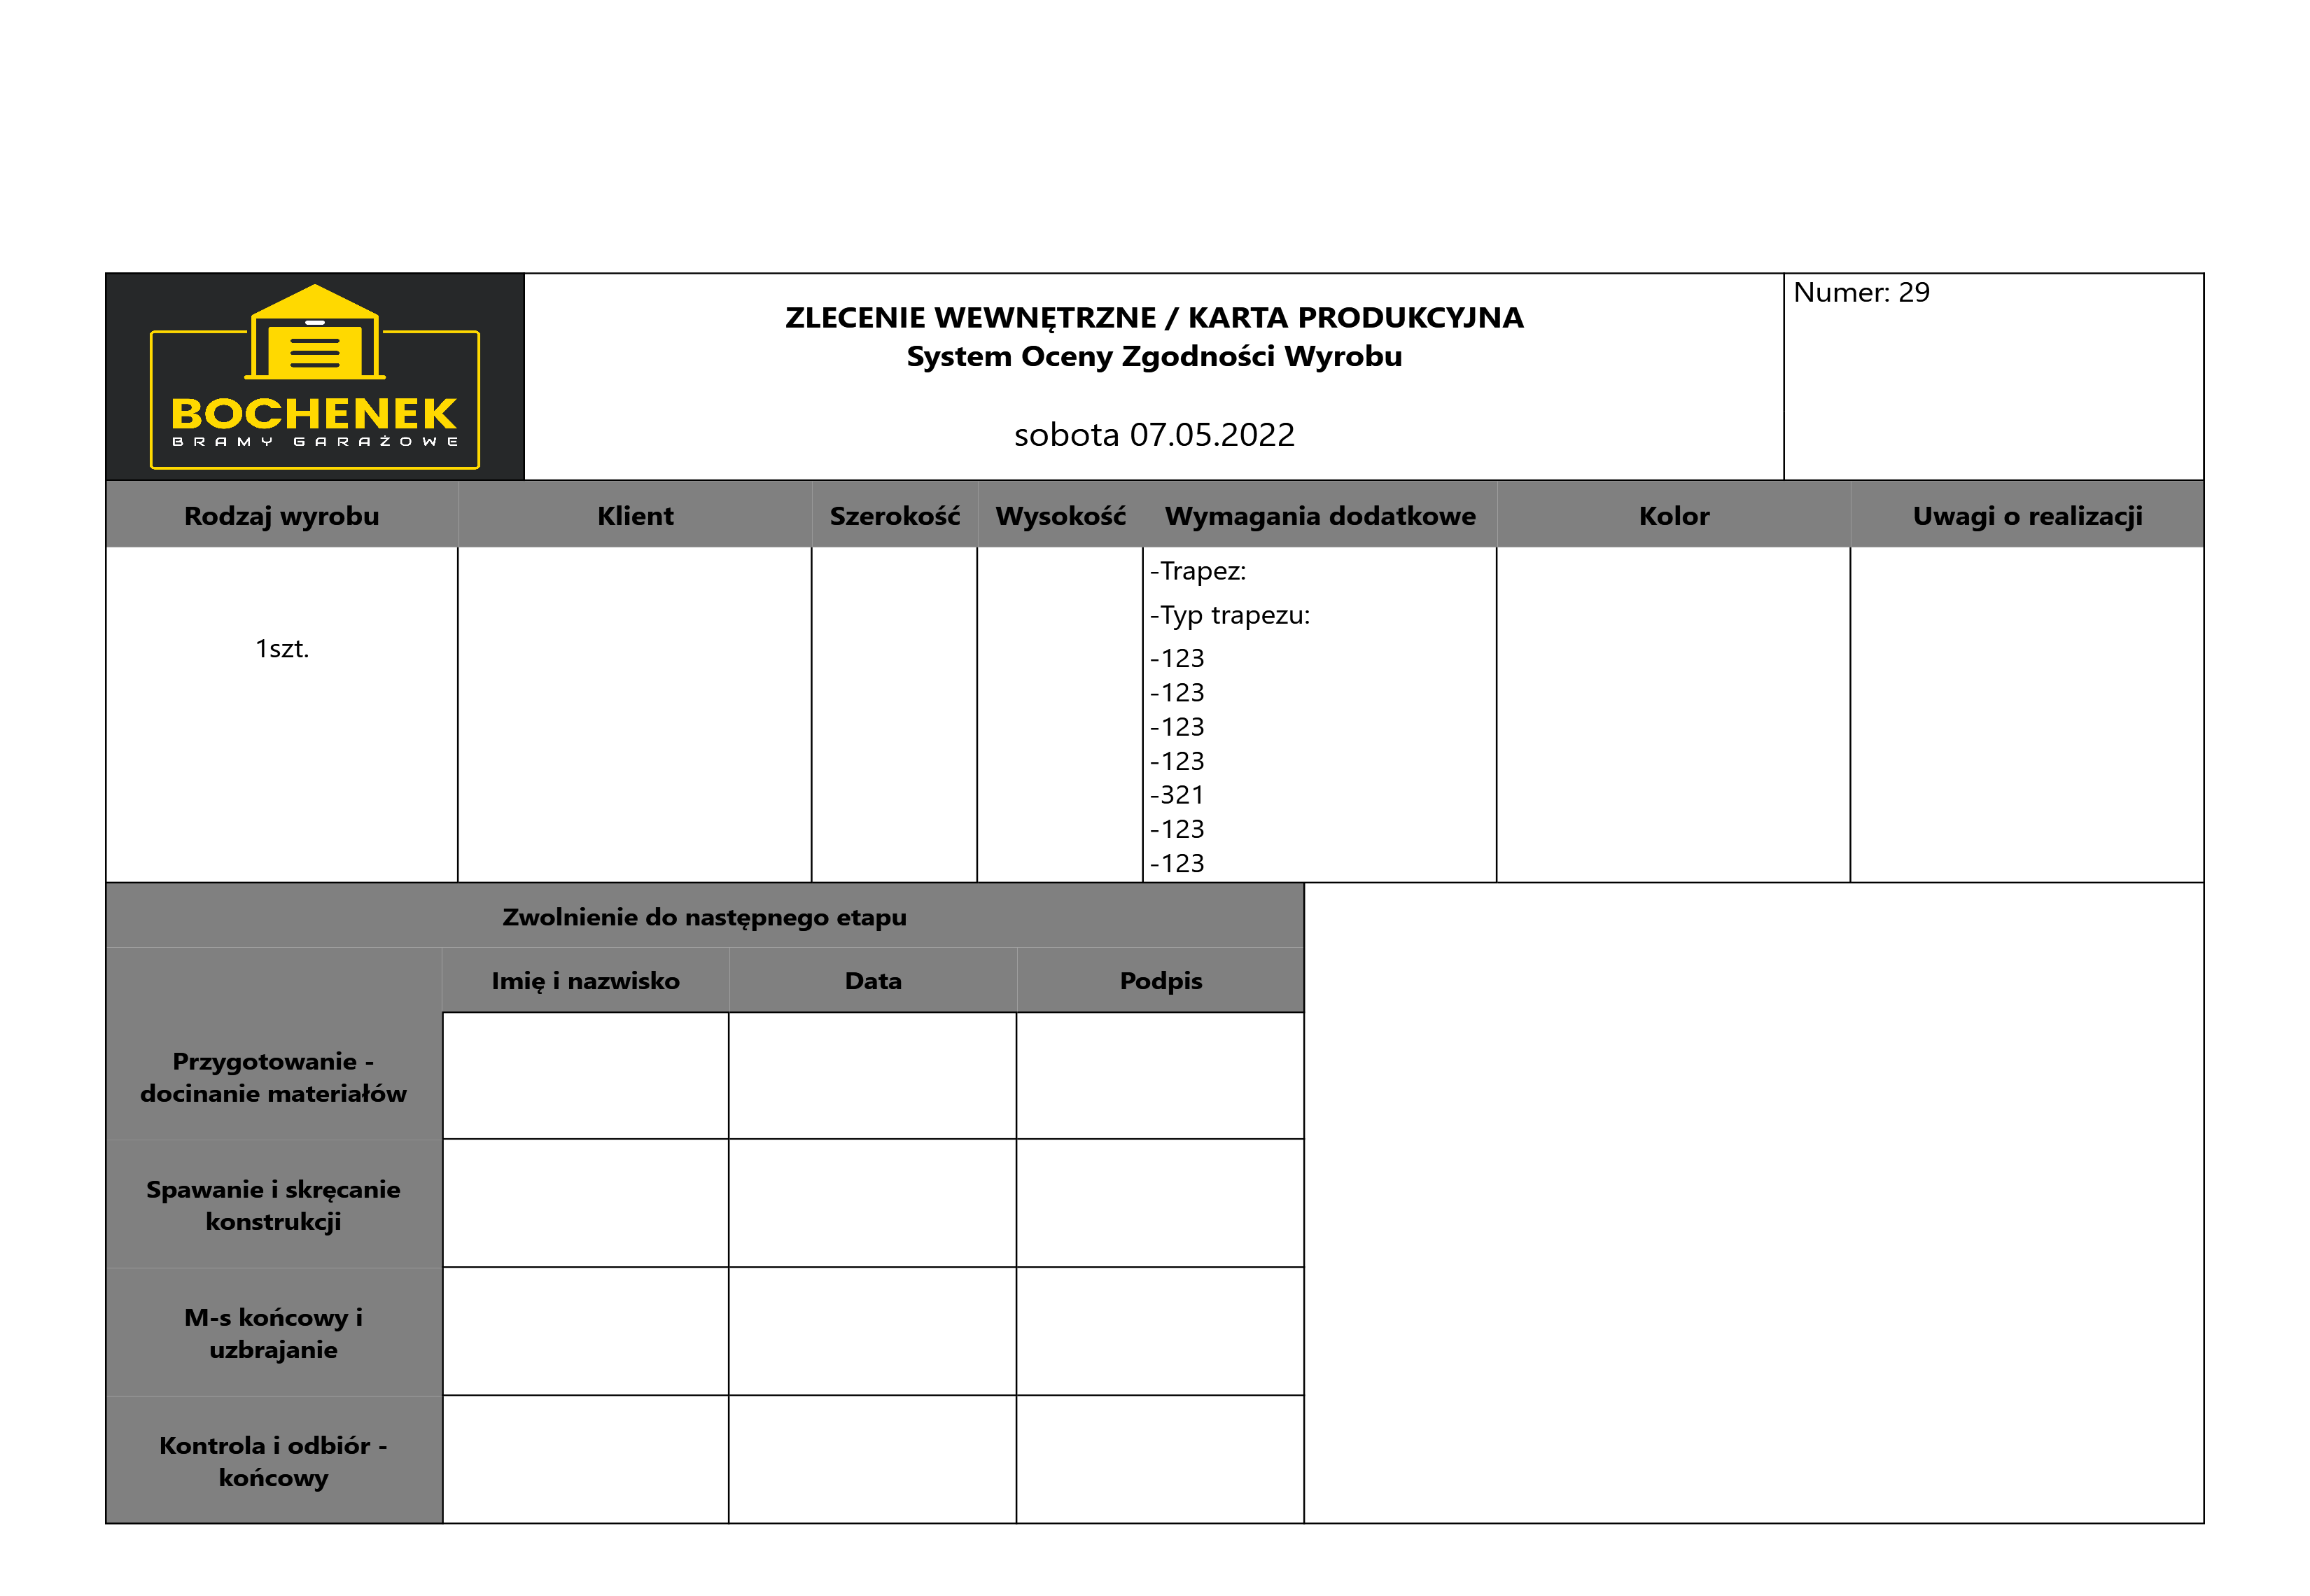 BOCHENEK
BRAMY GARAŻOWE
ZLECENIE WEWNĘTRZNE / KARTA PRODUKCYJNA
System Oceny Zgodności Wyrobu
sobota 07.05.2022
Numer: 29
Rodzaj wyrobu
Klient
Szerokość
Wysokość
Wymagania dodatkowe
Kolor
Uwagi o realizacji
1szt.
-Trapez:
-Typ trapezu:
-123
-123
-123
-123
-321
-123
-123
Zwolnienie do następnego etapu
Imię i nazwisko
Data
Podpis
Przygotowanie -
docinanie materiałów
Spawanie i skręcanie
konstrukcji
M-s końcowy i
uzbrajanie
Kontrola i odbiór -
końcowy